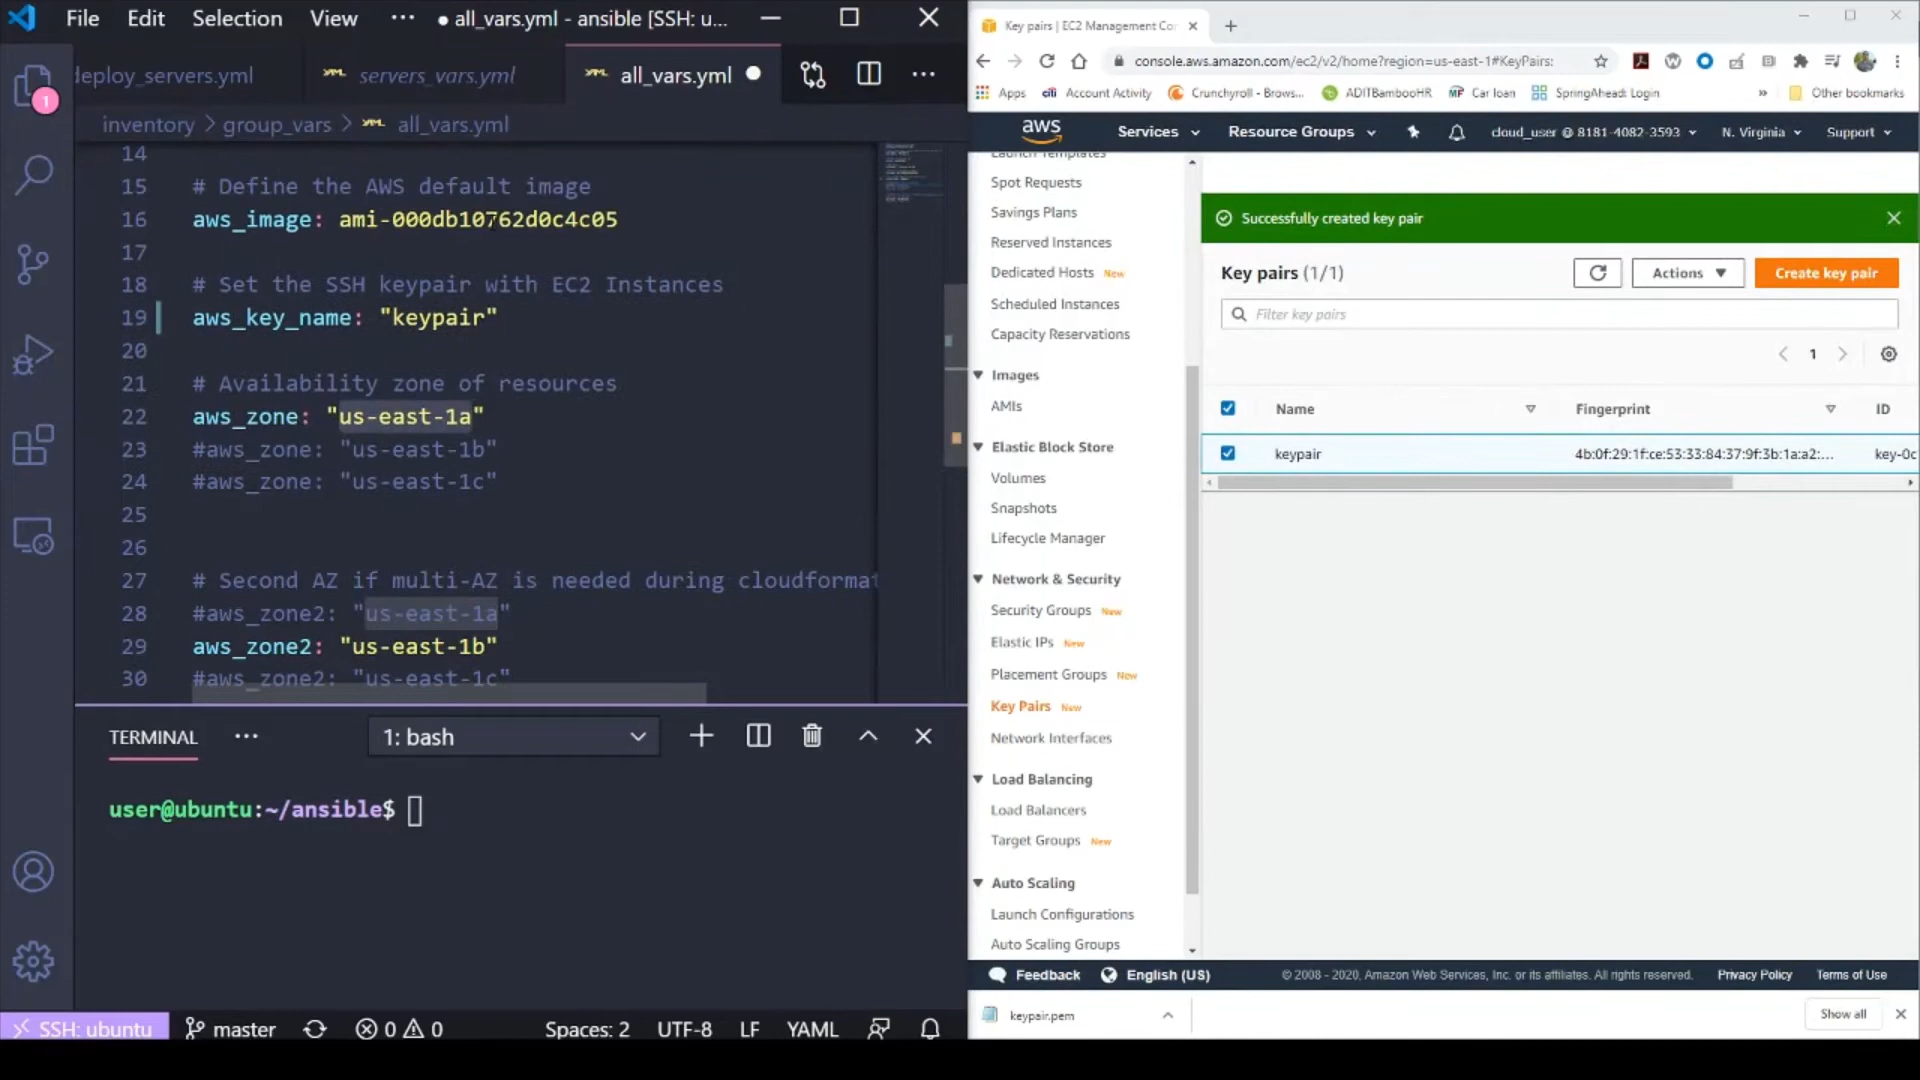 File Edit Selection View ··· ● all_vars.yml - ansible [SSH: u...
deploy_servers.yml
servers_vars.yml
all_vars.yml
inventory > group_vars > all_vars.yml
14
15 # Define the AWS default image
16 aws_image: ami-000db10762d0c4c05
17
18 # Set the SSH keypair with EC2 Instances
19 aws_key_name: "keypair"
20
21 # Availability zone of resources
22 aws_zone: "us-east-1a"
23 #aws_zone: "us-east-1b"
24 #aws_zone: "us-east-1c"
25
26
27 # Second AZ if multi-AZ is needed during cloudformat
28 #aws_zone2: "us-east-1a"
29 aws_zone2: "us-east-1b"
30 #aws_zone2: "us-east-1c"
1
TERMINAL ··· 1: bash
user@ubuntu:~/ansible$
SSH: ubuntu master 0 0 Spaces: 2 UTF-8 LF YAML
Key pairs | EC2 Management Co
console.aws.amazon.com/ec2/v2/home?region=us-east-1#KeyPairs:
Apps citi Account Activity Crunchyroll - Brows... ADITBambooHR MF Car loan SpringAhead: Login » Other bookmarks
aws Services Resource Groups cloud_user @ 8181-4082-3593 N. Virginia Support
Launch Templates
Spot Requests
Savings Plans
Reserved Instances
Dedicated Hosts New
Scheduled Instances
Capacity Reservations
Images
AMIs
Elastic Block Store
Volumes
Snapshots
Lifecycle Manager
Network & Security
Security Groups New
Elastic IPs New
Placement Groups New
Key Pairs New
Network Interfaces
Load Balancing
Load Balancers
Target Groups New
Auto Scaling
Launch Configurations
Auto Scaling Groups
Successfully created key pair
Key pairs (1/1)
Actions
Create key pair
Filter key pairs
1
Name Fingerprint ID
keypair 4b:0f:29:1f:ce:53:33:84:37:9f:3b:1a:a2:... key-0c
Feedback English (US) © 2008 - 2020, Amazon Web Services, Inc. or its affiliates. All rights reserved. Privacy Policy Terms of Use
keypair.pem
Show all